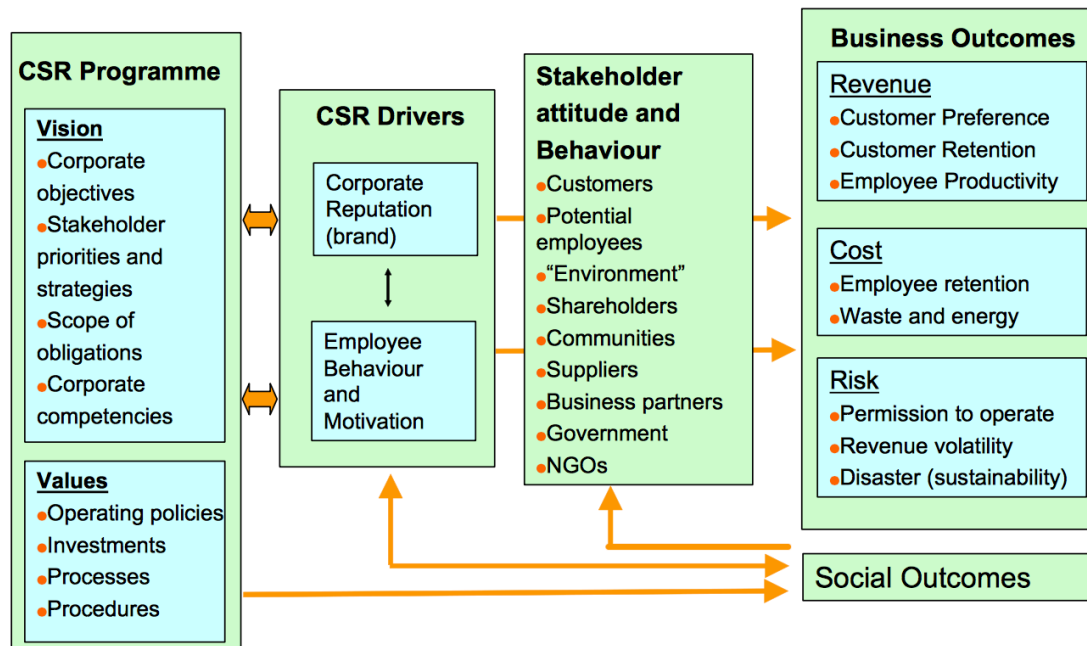 CSR Programme
Vision
●Corporate
objectives
●Stakeholder
priorities and
strategies
●Scope of
obligations
●Corporate
competencies
Values
●Operating policies
●Investments
●Processes
●Procedures
CSR Drivers
Corporate
Reputation
(brand)
Employee
Behaviour
and
Motivation
Stakeholder
attitude and
Behaviour
●Customers
●Potential
employees
●“Environment”
●Shareholders
●Communities
●Suppliers
●Business partners
●Government
●NGOs
Business Outcomes
Revenue
●Customer Preference
●Customer Retention
●Employee Productivity
Cost
●Employee retention
●Waste and energy
Risk
●Permission to operate
●Revenue volatility
●Disaster (sustainability)
Social Outcomes